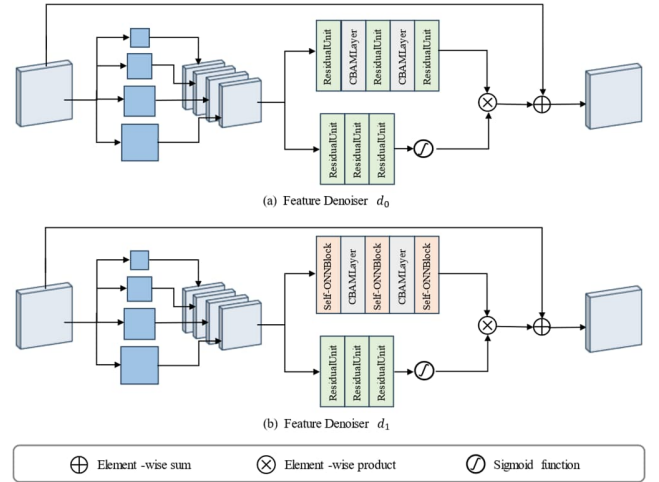 ResidualUnit
CBAMLayer
ResidualUnit
CBAMLayer
ResidualUnit
ResidualUnit
ResidualUnit
ResidualUnit
(a) Feature Denoiser d₀
Self-ONNBlock
CBAMLayer
Self-ONNBlock
CBAMLayer
Self-ONNBlock
ResidualUnit
ResidualUnit
ResidualUnit
(b) Feature Denoiser d₁
Element -wise sum
Element -wise product
Sigmoid function